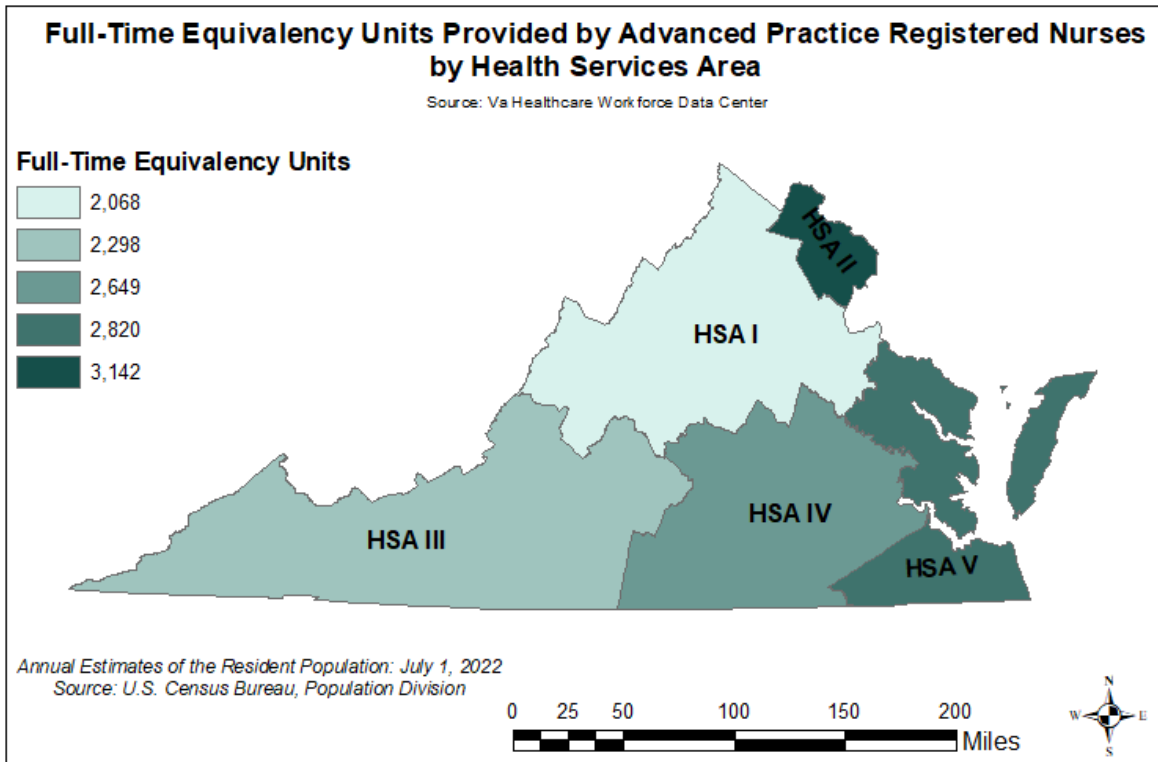 Full-Time Equivalency Units Provided by Advanced Practice Registered Nurses
by Health Services Area
Source: Va Healthcare Workforce Data Center
Full-Time Equivalency Units
2,068
2,298
2,649
2,820
3,142
HSA II
HSA I
HSA IV
HSA III
HSA V
Annual Estimates of the Resident Population: July 1, 2022
Source: U.S. Census Bureau, Population Division
0 25 50 100 150 200
Miles
N
W E
S